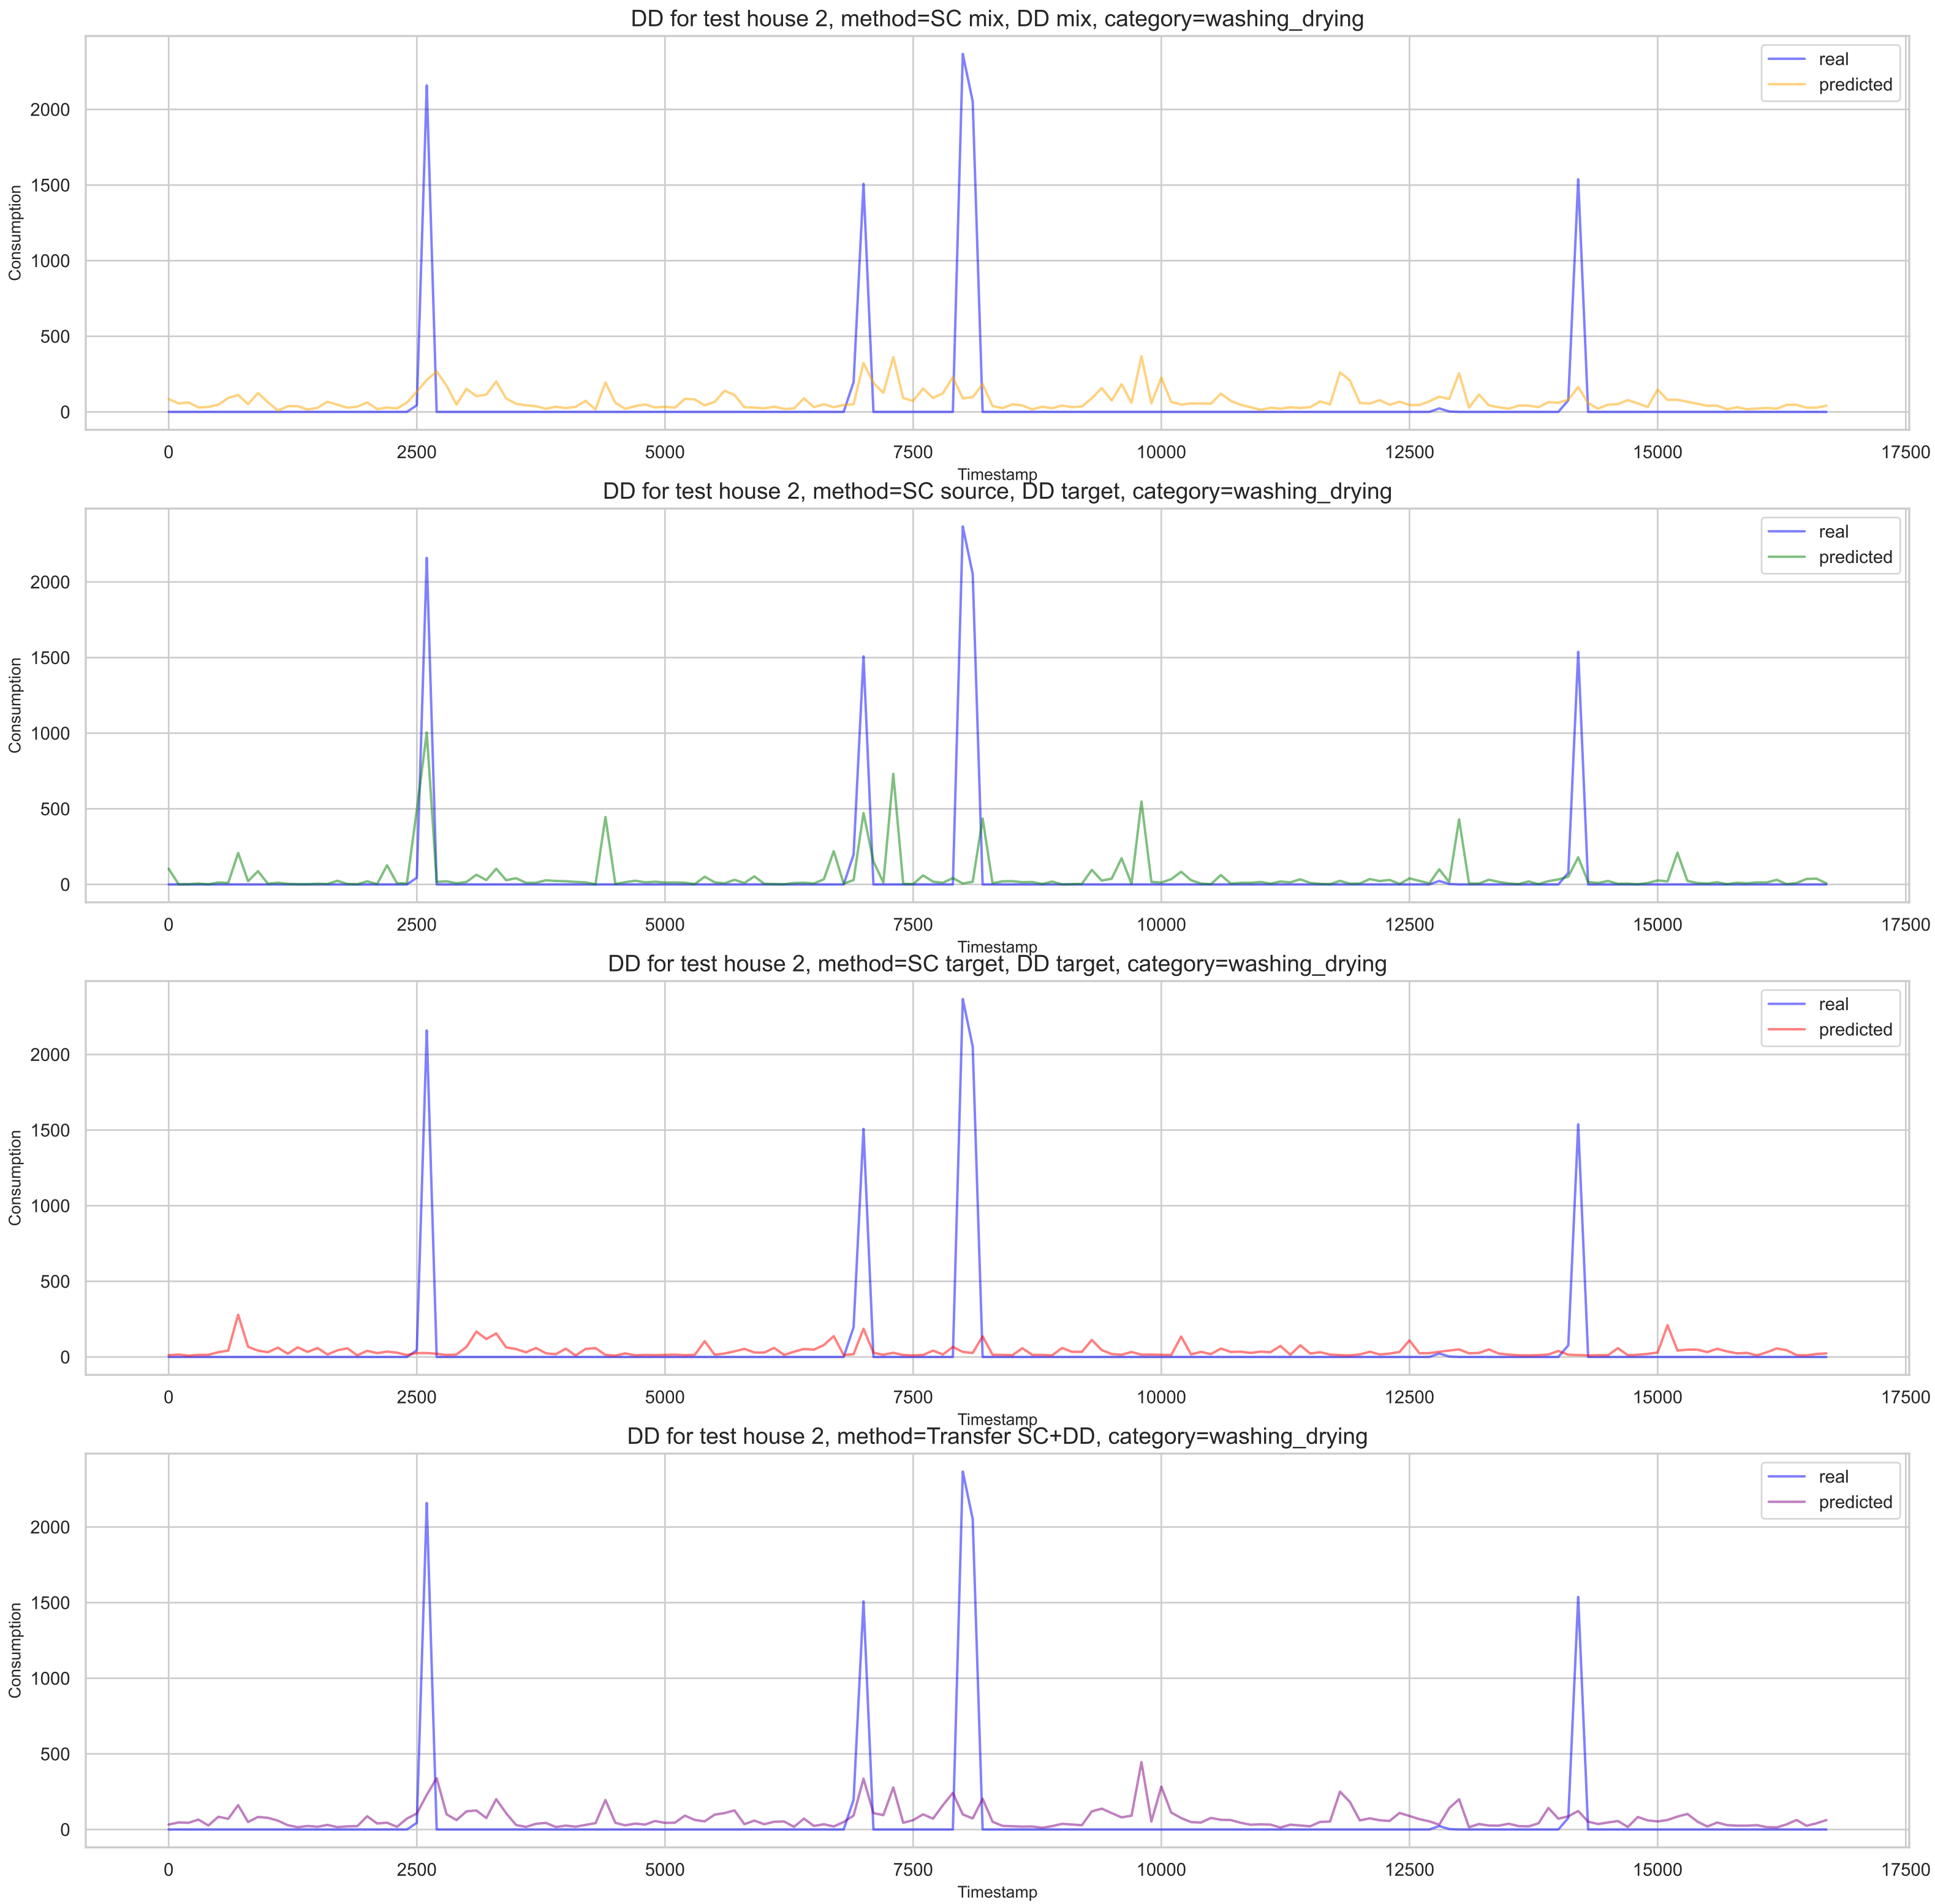 DD for test house 2, method=SC mix, DD mix, category=washing_drying
real
predicted
2000
1500
1000
500
0
Consumption
0 2500 5000 7500 10000 12500 15000 17500
Timestamp
DD for test house 2, method=SC source, DD target, category=washing_drying
real
predicted
2000
1500
1000
500
0
Consumption
0 2500 5000 7500 10000 12500 15000 17500
Timestamp
DD for test house 2, method=SC target, DD target, category=washing_drying
real
predicted
2000
1500
1000
500
0
Consumption
0 2500 5000 7500 10000 12500 15000 17500
Timestamp
DD for test house 2, method=Transfer SC+DD, category=washing_drying
real
predicted
2000
1500
1000
500
0
Consumption
0 2500 5000 7500 10000 12500 15000 17500
Timestamp